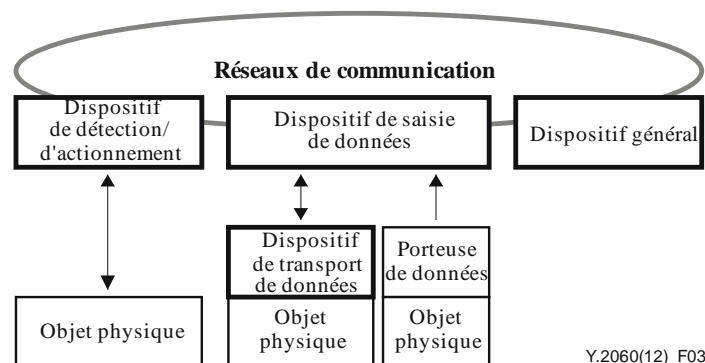 Réseaux de communication
Dispositif
de détection/
d'actionnement
Dispositif de saisie
de données
Dispositif général
Dispositif
de transport
de données
Porteuse
de données
Objet physique
Objet
physique
Objet
physique
Y.2060(12)_F03